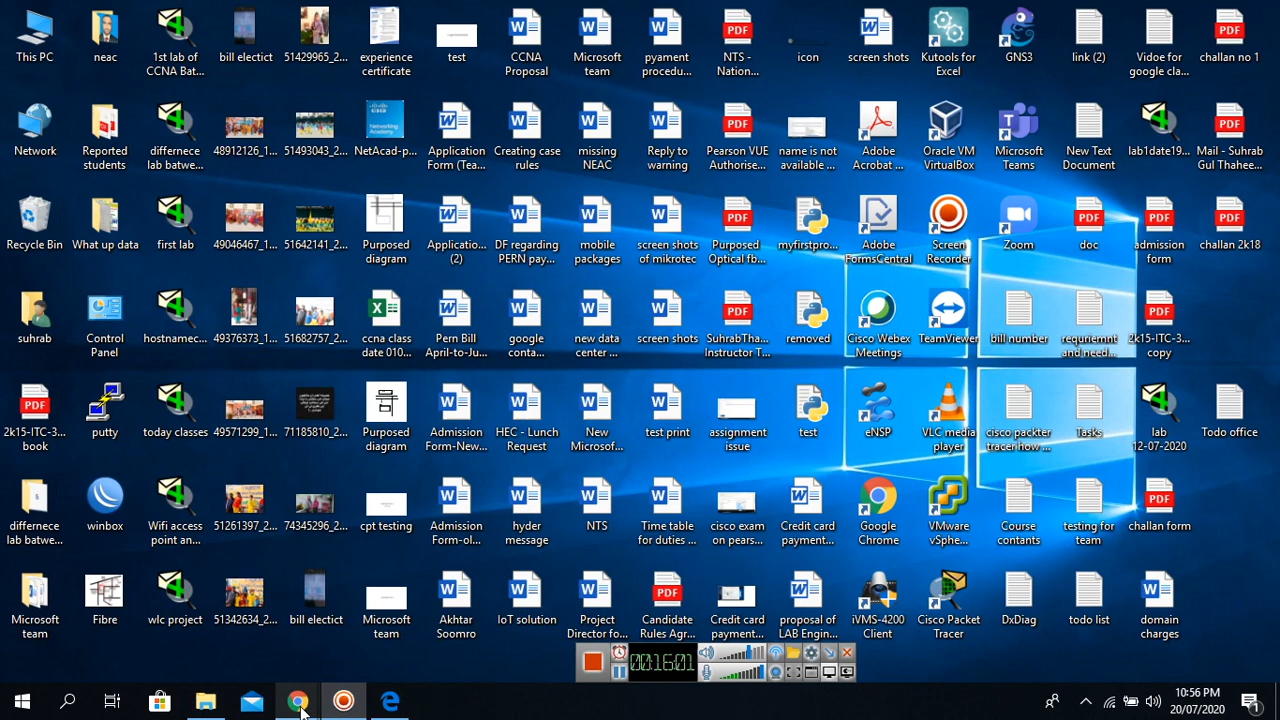 This PC
neac
1st lab of
CCNA Bat...
bill electict
51429965_2...
experience
certificate
test
CCNA
Proposal
Microsoft
team
pyament
procedu...
NTS -
Nation...
icon
screen shots
Kutools for
Excel
GNS3
link (2)
Vidoe for
google cla...
challan no 1
Network
Reported
students
differnece
lab batwe...
48912126_1...
51493043_2...
NetAcad-p...
Application
Form (Tea...
Creating case
rules
missing
NEAC
Reply to
warning
Pearson VUE
Authorise...
name is not
available ...
Adobe
Acrobat ...
Oracle VM
VirtualBox
Microsoft
Teams
New Text
Document
lab1date19...
Mail - Suhrab
Gul Thahee...
Recycle Bin
What up data
first lab
49046467_1...
51642141_2...
Purposed
diagram
Applicatio...
(2)
DF regarding
PERN pay...
mobile
packages
screen shots
of mikrotec
Purposed
Optical fb...
myfirstpro...
Adobe
FormsCentral
Screen
Recorder
Zoom
doc
admission
form
challan 2k18
suhrab
Control
Panel
hostnamec...
49376373_1...
51682757_2...
ccna class
date 010...
Pern Bill
April-to-Ju...
google
conta...
new data
center ...
screen shots
SuhrabTha...
Instructor T...
removed
Cisco Webex
Meetings
TeamViewer
bill number
requriemnt
and need...
2k15-ITC-3...
copy
2k15-ITC-3...
book
putty
today classes
49571299_1...
71185810_2...
Purposed
diagram
Admission
Form-New...
HEC - Lunch
Request
New
Microsof...
test print
assignment
issue
test
eNSP
VLC media
player
cisco packter
tracer how ...
Tasks
lab
12-07-2020
Todo office
differnece
lab batwe...
winbox
Wifi access
point an...
51261397_2...
74345296_2...
cpt testing
Admission
Form-ol...
hyder
message
NTS
Time table
for duties ...
cisco exam
on pears...
Credit card
payment...
Google
Chrome
VMware
vSphe...
Course
contants
testing for
team
challan form
Microsoft
team
Fibre
wlc project
51342634_2...
bill electict
Microsoft
team
Akhtar
Soomro
IoT solution
Project
Director fo...
Candidate
Rules Agr...
Credit card
payment...
proposal of
LAB Engin...
iVMS-4200
Client
Cisco Packet
Tracer
DxDiag
todo list
domain
charges
00:16:01
10:56 PM
20/07/2020